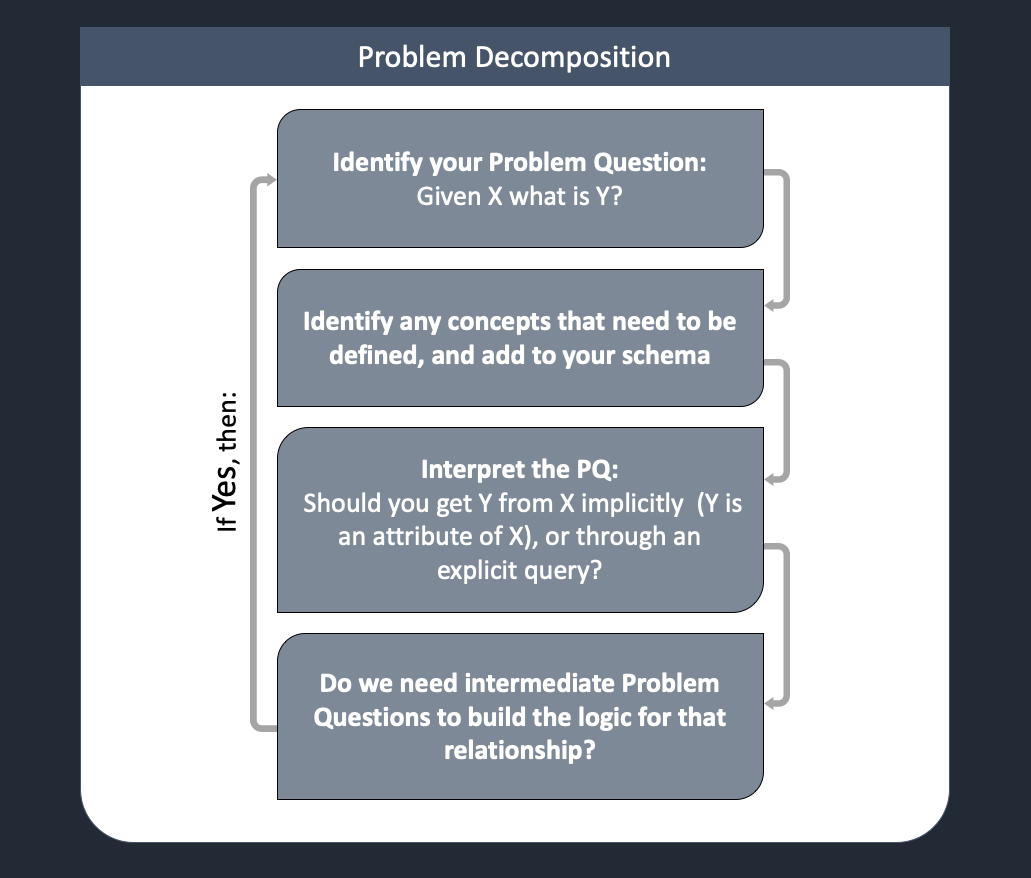 Problem Decomposition
Identify your Problem Question:
Given X what is Y?
Identify any concepts that need to be
defined, and add to your schema
Interpret the PQ:
Should you get Y from X implicitly (Y is
an attribute of X), or through an
explicit query?
Do we need intermediate Problem
Questions to build the logic for that
relationship?
If Yes, then: